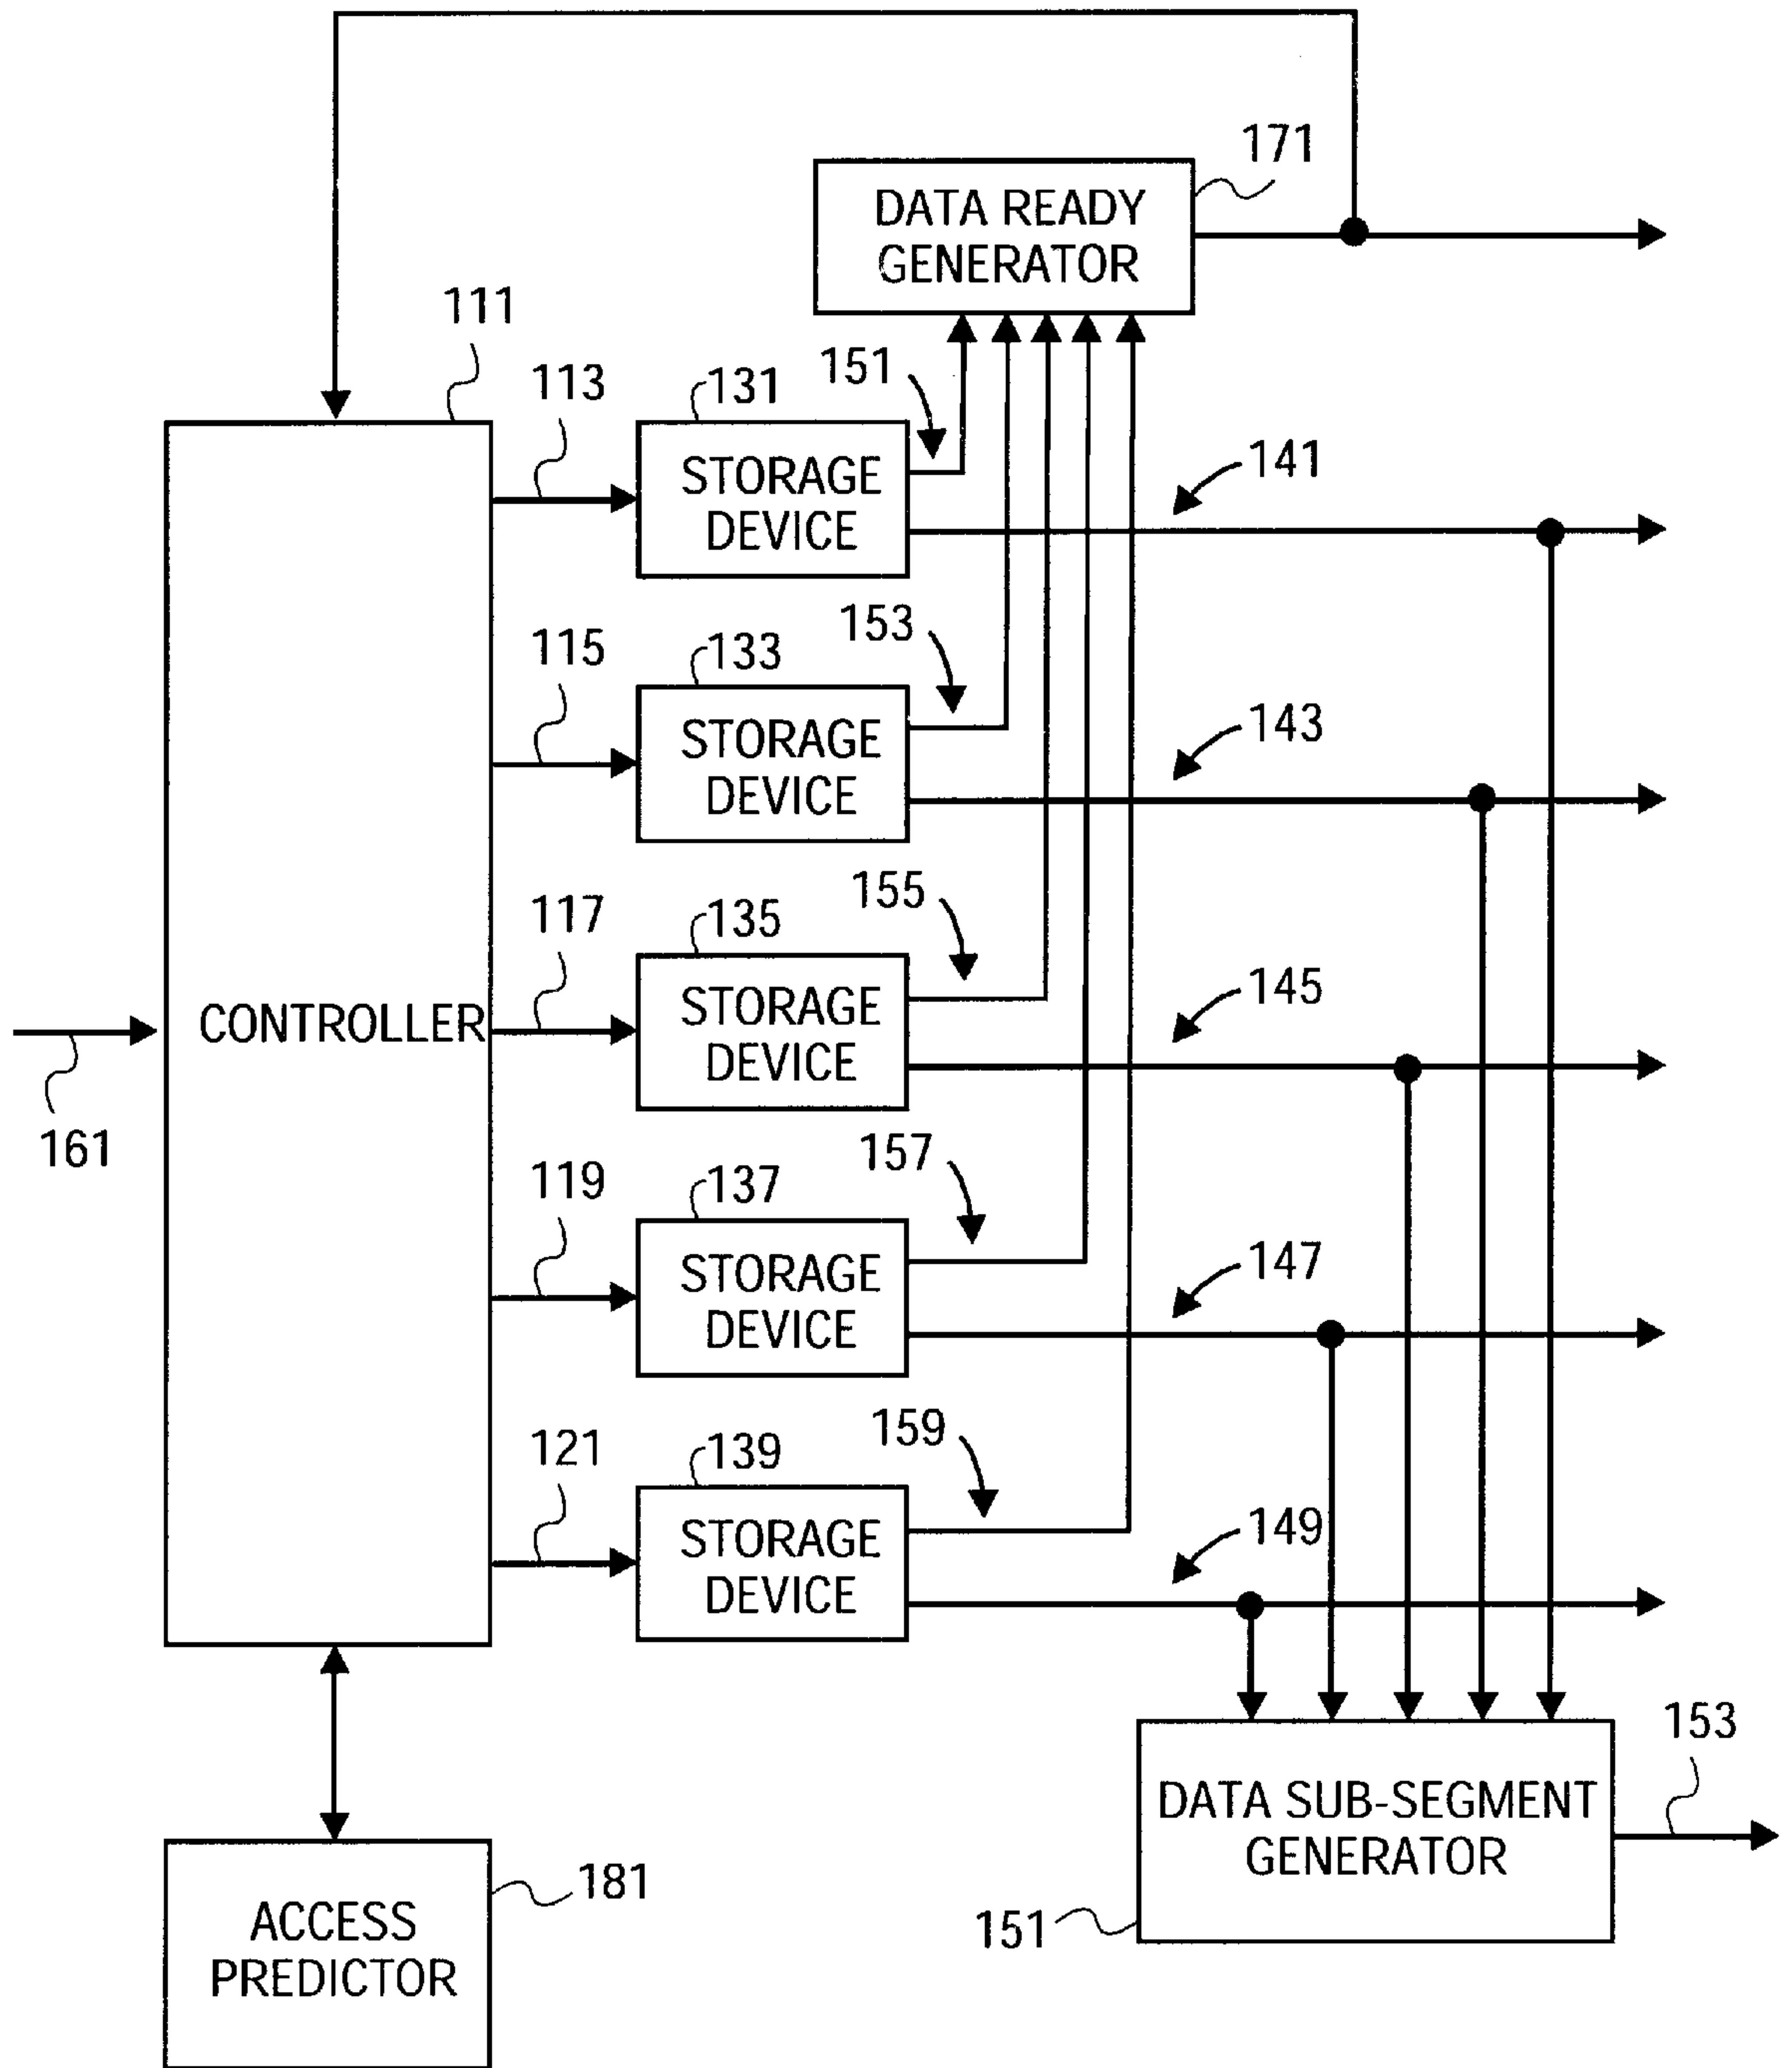 171
DATA READY
GENERATOR
111
113
131
151
141
STORAGE
DEVICE
115
133
153
143
STORAGE
DEVICE
117
135
155
145
CONTROLLER
STORAGE
DEVICE
161
119
137
157
147
STORAGE
DEVICE
121
139
159
149
STORAGE
DEVICE
153
DATA SUB-SEGMENT
GENERATOR
151
181
ACCESS
PREDICTOR